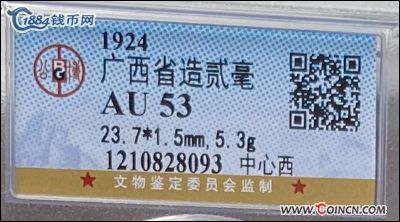 1884钱币网
1924
广西省造贰毫
AU 53
23.7*1.5mm,5.3g
1210828093 中心西
文物鉴定委员会监制
www.COINCN.com